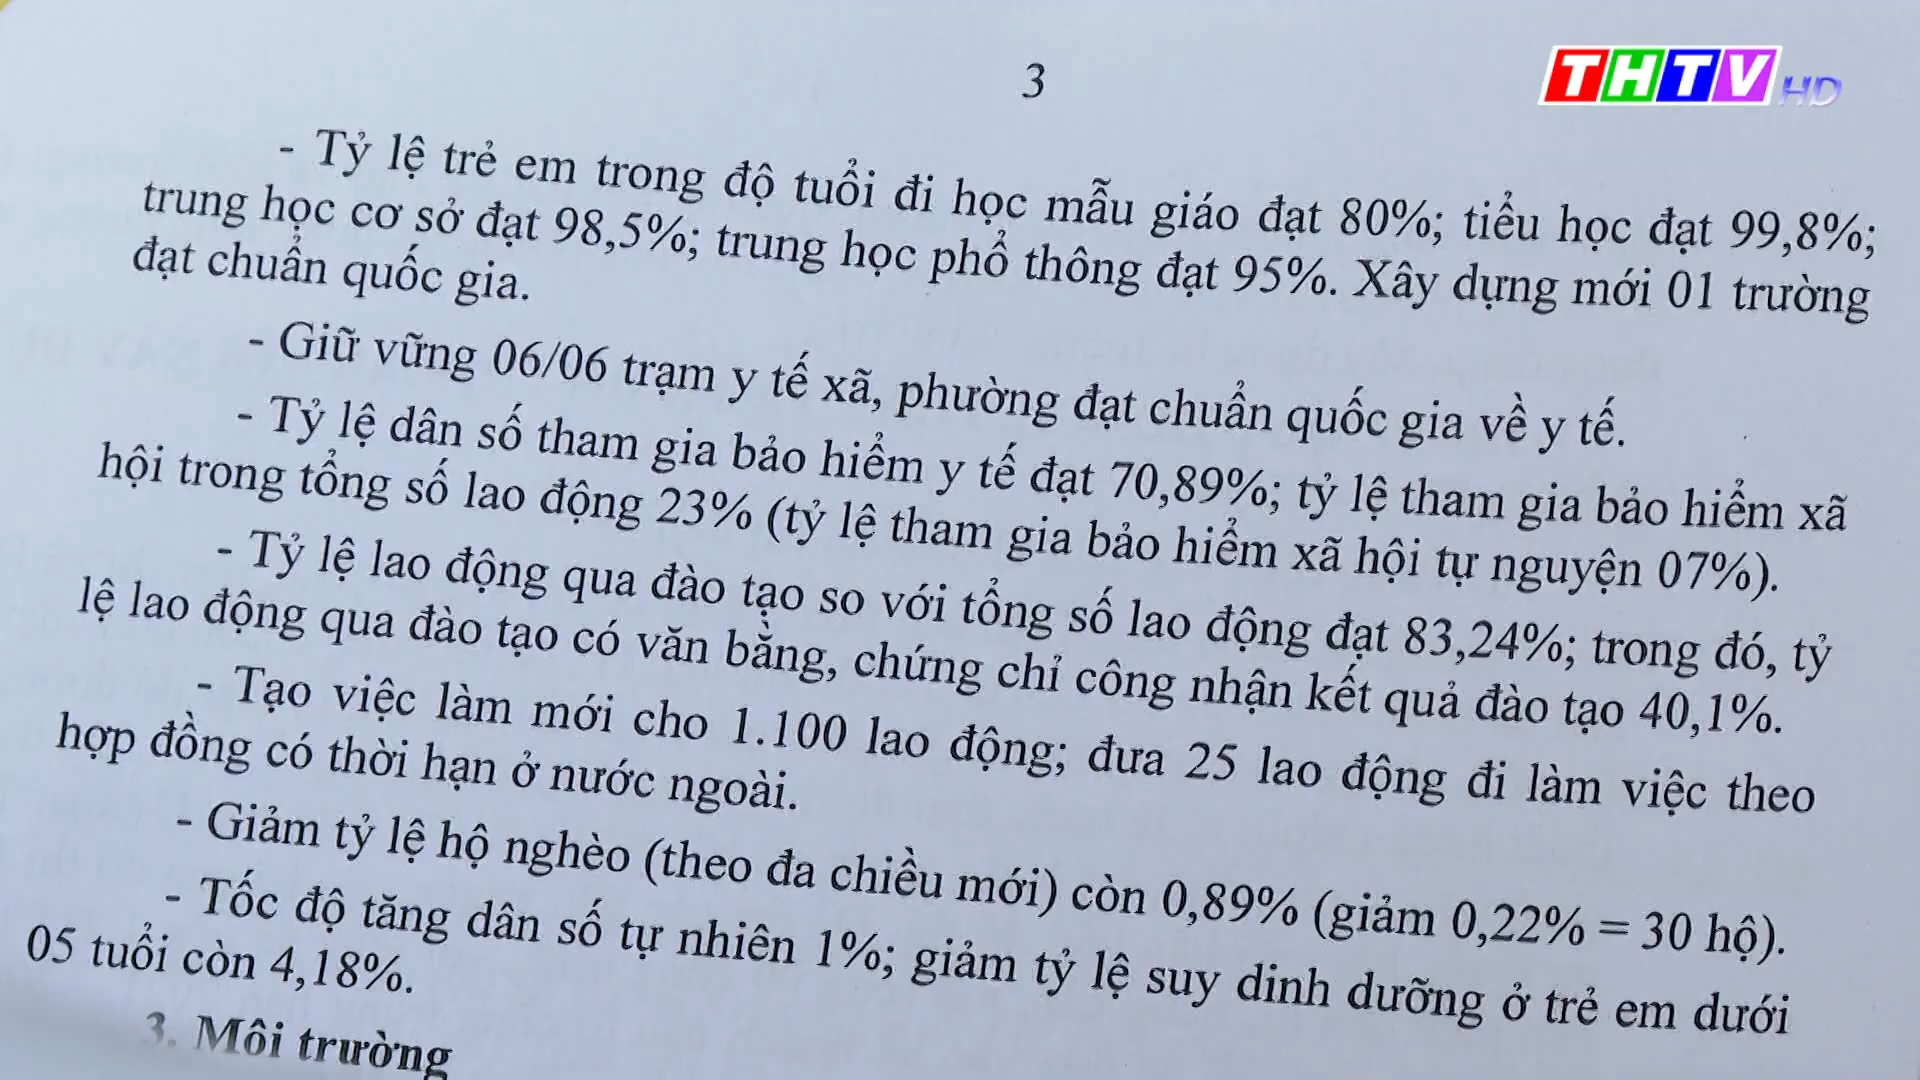 3
THTV HD
- Tỷ lệ trẻ em trong độ tuổi đi học mẫu giáo đạt 80%; tiểu học đạt 99,8%;
trung học cơ sở đạt 98,5%; trung học phổ thông đạt 95%. Xây dựng mới 01 trường
đạt chuẩn quốc gia.
- Giữ vững 06/06 trạm y tế xã, phường đạt chuẩn quốc gia về y tế.
- Tỷ lệ dân số tham gia bảo hiểm y tế đạt 70,89%; tỷ lệ tham gia bảo hiểm xã
hội trong tổng số lao động 23% (tỷ lệ tham gia bảo hiểm xã hội tự nguyện 07%).
- Tỷ lệ lao động qua đào tạo so với tổng số lao động đạt 83,24%; trong đó, tỷ
lệ lao động qua đào tạo có văn bằng, chứng chỉ công nhận kết quả đào tạo 40,1%.
- Tạo việc làm mới cho 1.100 lao động; đưa 25 lao động đi làm việc theo
hợp đồng có thời hạn ở nước ngoài.
- Giảm tỷ lệ hộ nghèo (theo đa chiều mới) còn 0,89% (giảm 0,22% = 30 hộ).
- Tốc độ tăng dân số tự nhiên 1%; giảm tỷ lệ suy dinh dưỡng ở trẻ em dưới
05 tuổi còn 4,18%.
3. Môi trường